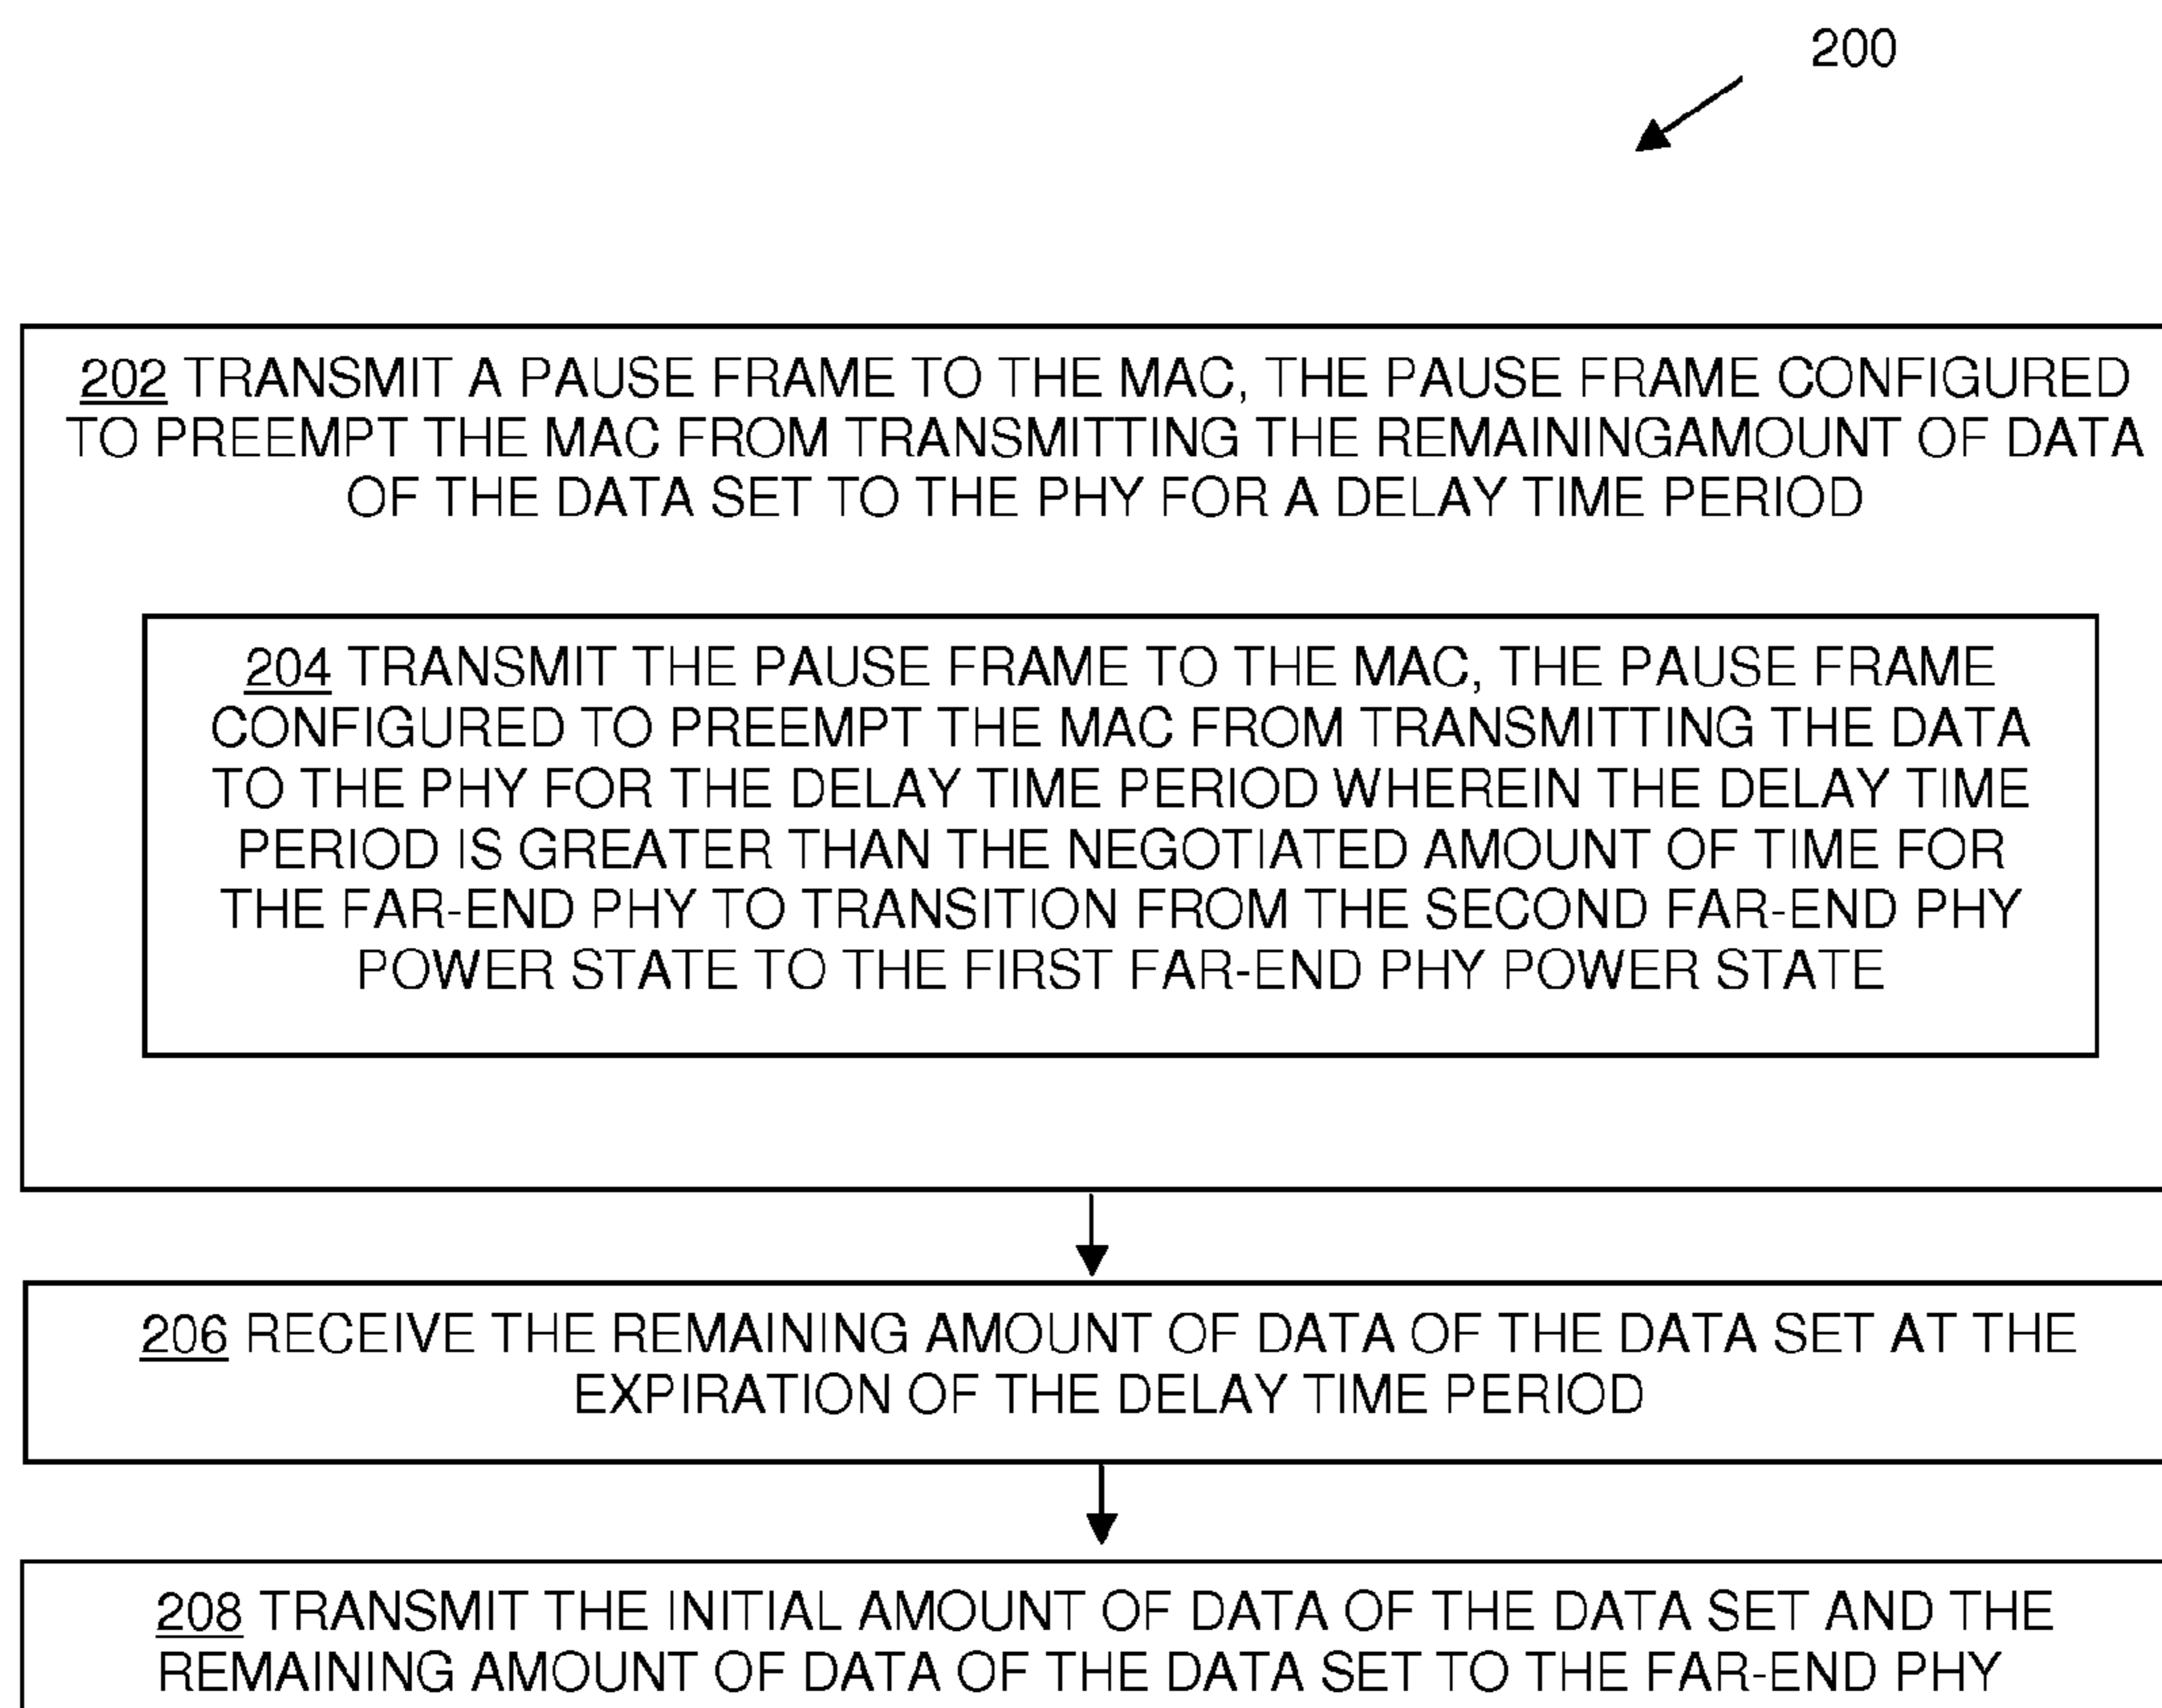 200
202 TRANSMIT A PAUSE FRAME TO THE MAC, THE PAUSE FRAME CONFIGURED
TO PREEMPT THE MAC FROM TRANSMITTING THE REMAININGAMOUNT OF DATA
OF THE DATA SET TO THE PHY FOR A DELAY TIME PERIOD
204 TRANSMIT THE PAUSE FRAME TO THE MAC, THE PAUSE FRAME
CONFIGURED TO PREEMPT THE MAC FROM TRANSMITTING THE DATA
TO THE PHY FOR THE DELAY TIME PERIOD WHEREIN THE DELAY TIME
PERIOD IS GREATER THAN THE NEGOTIATED AMOUNT OF TIME FOR
THE FAR-END PHY TO TRANSITION FROM THE SECOND FAR-END PHY
POWER STATE TO THE FIRST FAR-END PHY POWER STATE
206 RECEIVE THE REMAINING AMOUNT OF DATA OF THE DATA SET AT THE
EXPIRATION OF THE DELAY TIME PERIOD
208 TRANSMIT THE INITIAL AMOUNT OF DATA OF THE DATA SET AND THE
REMAINING AMOUNT OF DATA OF THE DATA SET TO THE FAR-END PHY